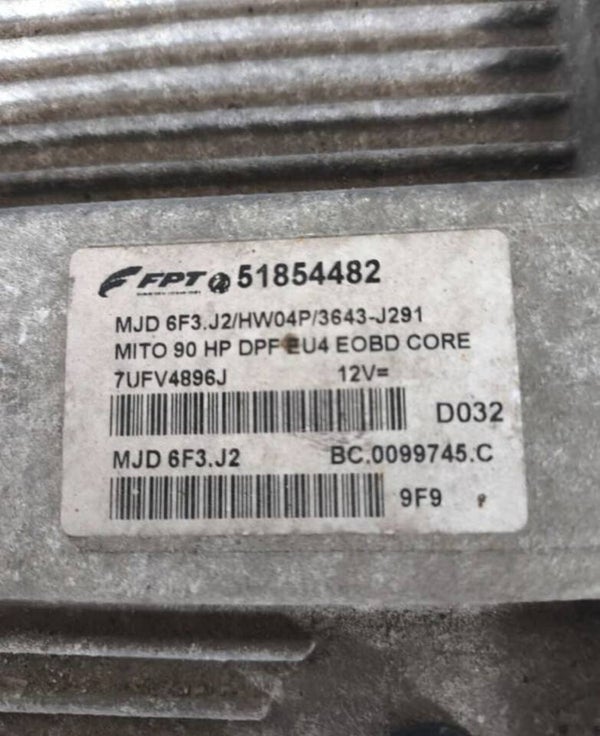 FPT 51854482
MJD 6F3.J2/HW04P/3643-J291
MITO 90 HP DPF EU4 EOBD CORE
7UFV4896J 12V=
D032
MJD 6F3.J2 BC.0099745.C
9F9